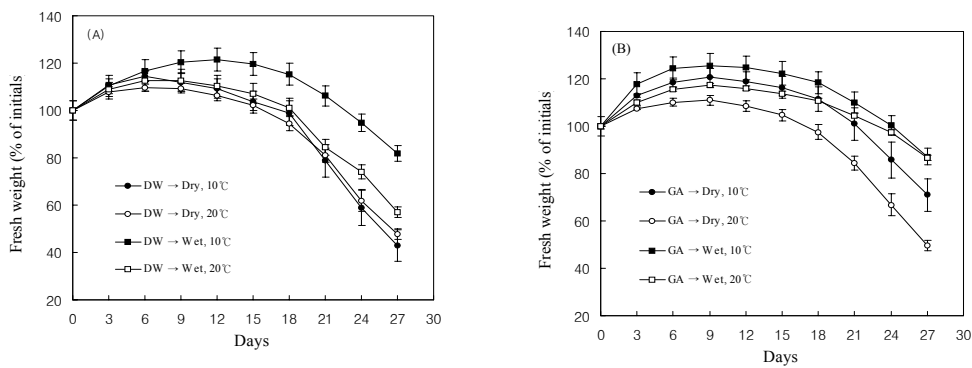 (A)
Fresh weight (% of initials)
140
120
100
80
60
40
20
DW → Dry, 10℃
DW → Dry, 20℃
DW → Wet, 10℃
DW → Wet, 20℃
0 3 6 9 12 15 18 21 24 27 30
Days
(B)
Fresh weight (% of initials)
140
120
100
80
60
40
20
GA → Dry, 10℃
GA → Dry, 20℃
GA → Wet, 10℃
GA → Wet, 20℃
0 3 6 9 12 15 18 21 24 27 30
Days